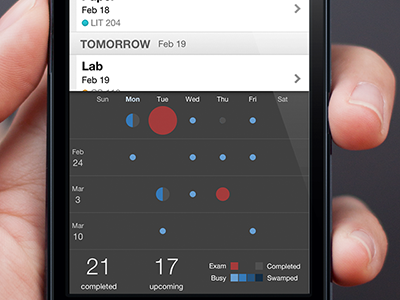 Feb 18
LIT 204
TOMORROW Feb 19
Lab
Feb 19
Sun Mon Tue Wed Thu Fri Sat
Feb
24
Mar
3
Mar
10
21
completed
17
upcoming
Exam Completed
Busy Swamped